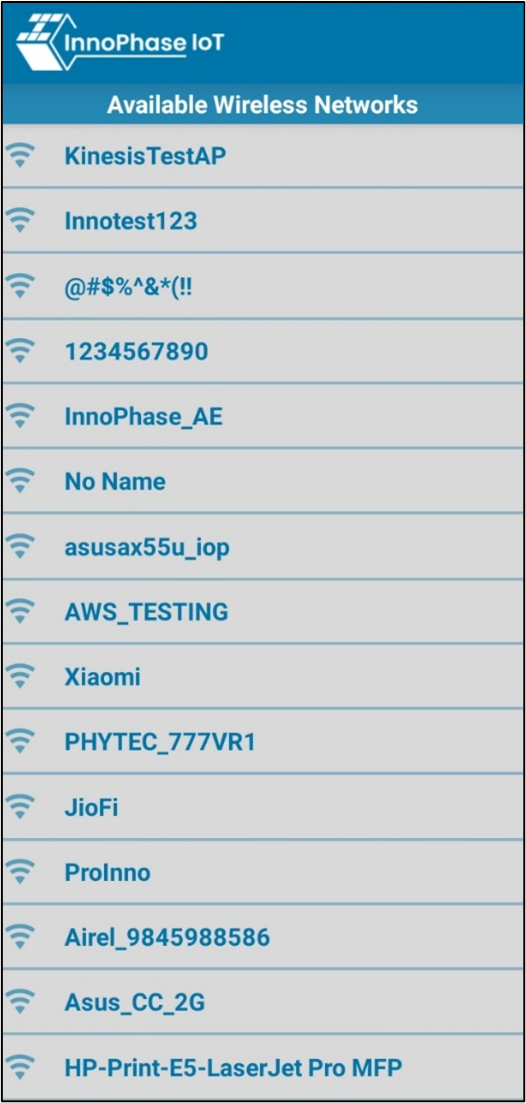 InnoPhase IoT
Available Wireless Networks
KinesisTestAP
Innotest123
@#$%^&*(!!
1234567890
InnoPhase_AE
No Name
asusax55u_iop
AWS_TESTING
Xiaomi
PHYTEC_777VR1
JioFi
ProInno
Airel_9845988586
Asus_CC_2G
HP-Print-E5-LaserJet Pro MFP